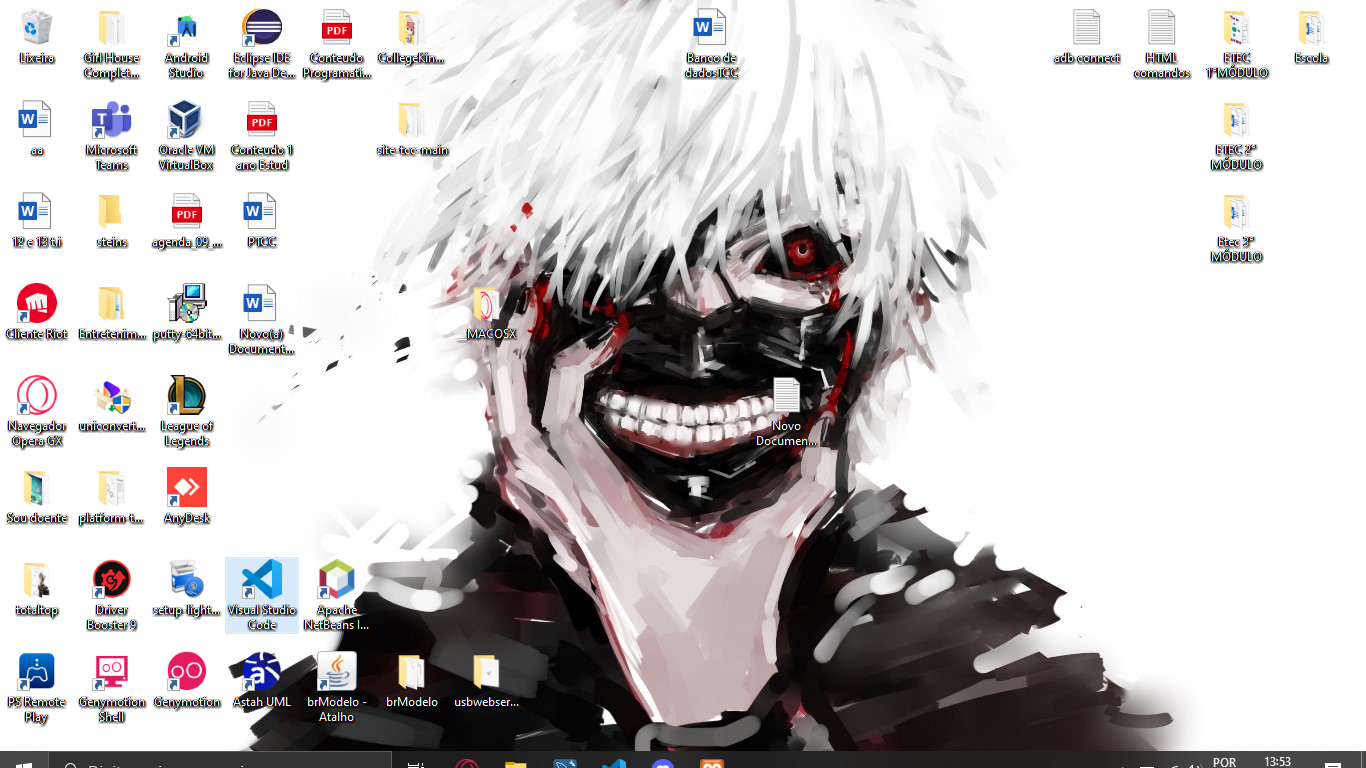 Lixeira
Girl House
Complet...
Android
Studio
Eclipse IDE
for Java De...
PDF
Conteudo
Programati...
CollegeKin...
W
Banco de
dados TCC
adb connect
HTML
comandos
ETEC
1°MÓDULO
Escola
W
aa
T
Microsoft
Teams
Oracle VM
VirtualBox
PDF
Conteudo 1
ano Estud
site-tcc-main
ETEC 2°
MÓDULO
W
12 e 13 tui
steins
PDF
agenda_09_...
W
PTCC
Etec 3°
MÓDULO
Cliente Riot
Entretenim...
putty-64bit...
W
Novo(a)
Document...
MACOSX
Navegador
Opera GX
uniconvert...
League of
Legends
Novo
Documen...
Sou doente
platform-t...
AnyDesk
totaltop
Driver
Booster 9
setup-light...
Visual Studio
Code
Apache
NetBeans I...
PS Remote
Play
Genymotion
Shell
Genymotion
Astah UML
brModelo -
Atalho
brModelo
usbwebser...
POR
13:53